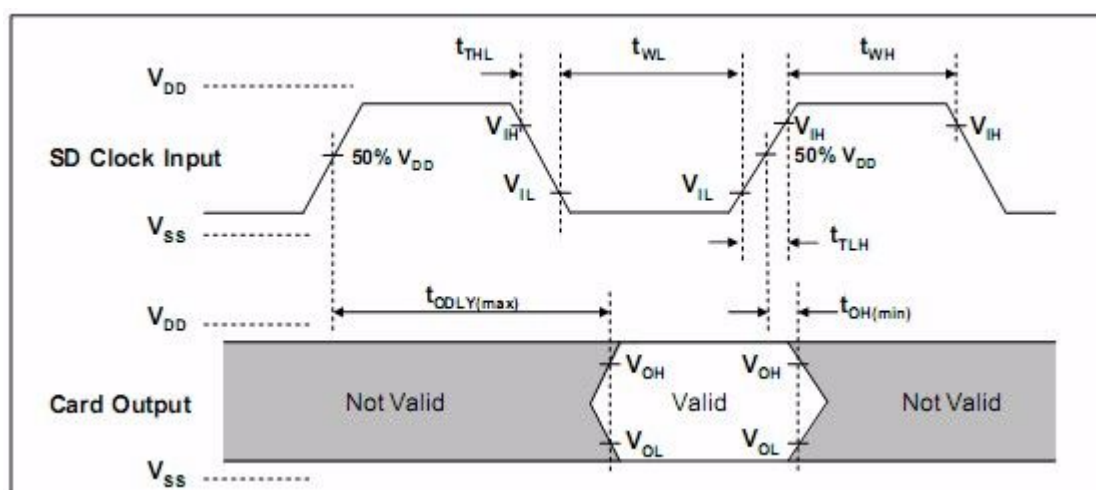 tTHL tWL tWH
VDD
VIH VIH VIH
SD Clock Input 50% VDD 50% VDD
VIL VIL
VSS
tTLH
tODLY(max) tOH(min)
VDD
VOH VOH
Card Output Not Valid Valid Not Valid
VOL VOL
VSS